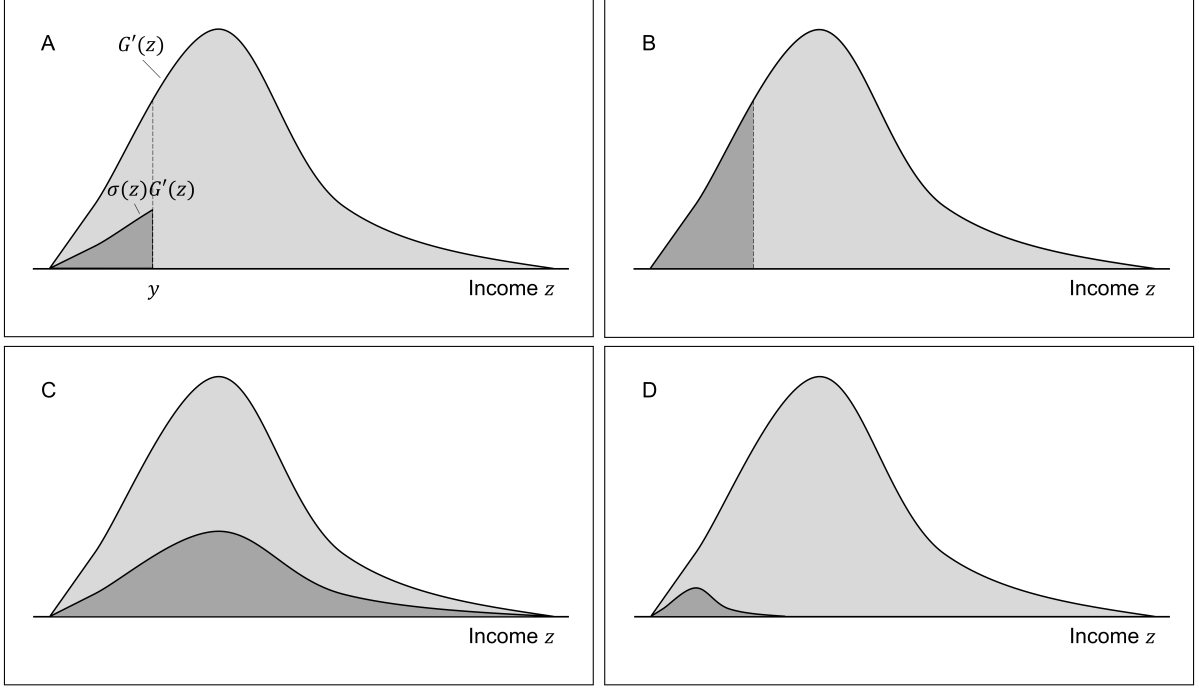 A
G′(z)
σ(z)G′(z)
y
Income z
B
Income z
C
Income z
D
Income z